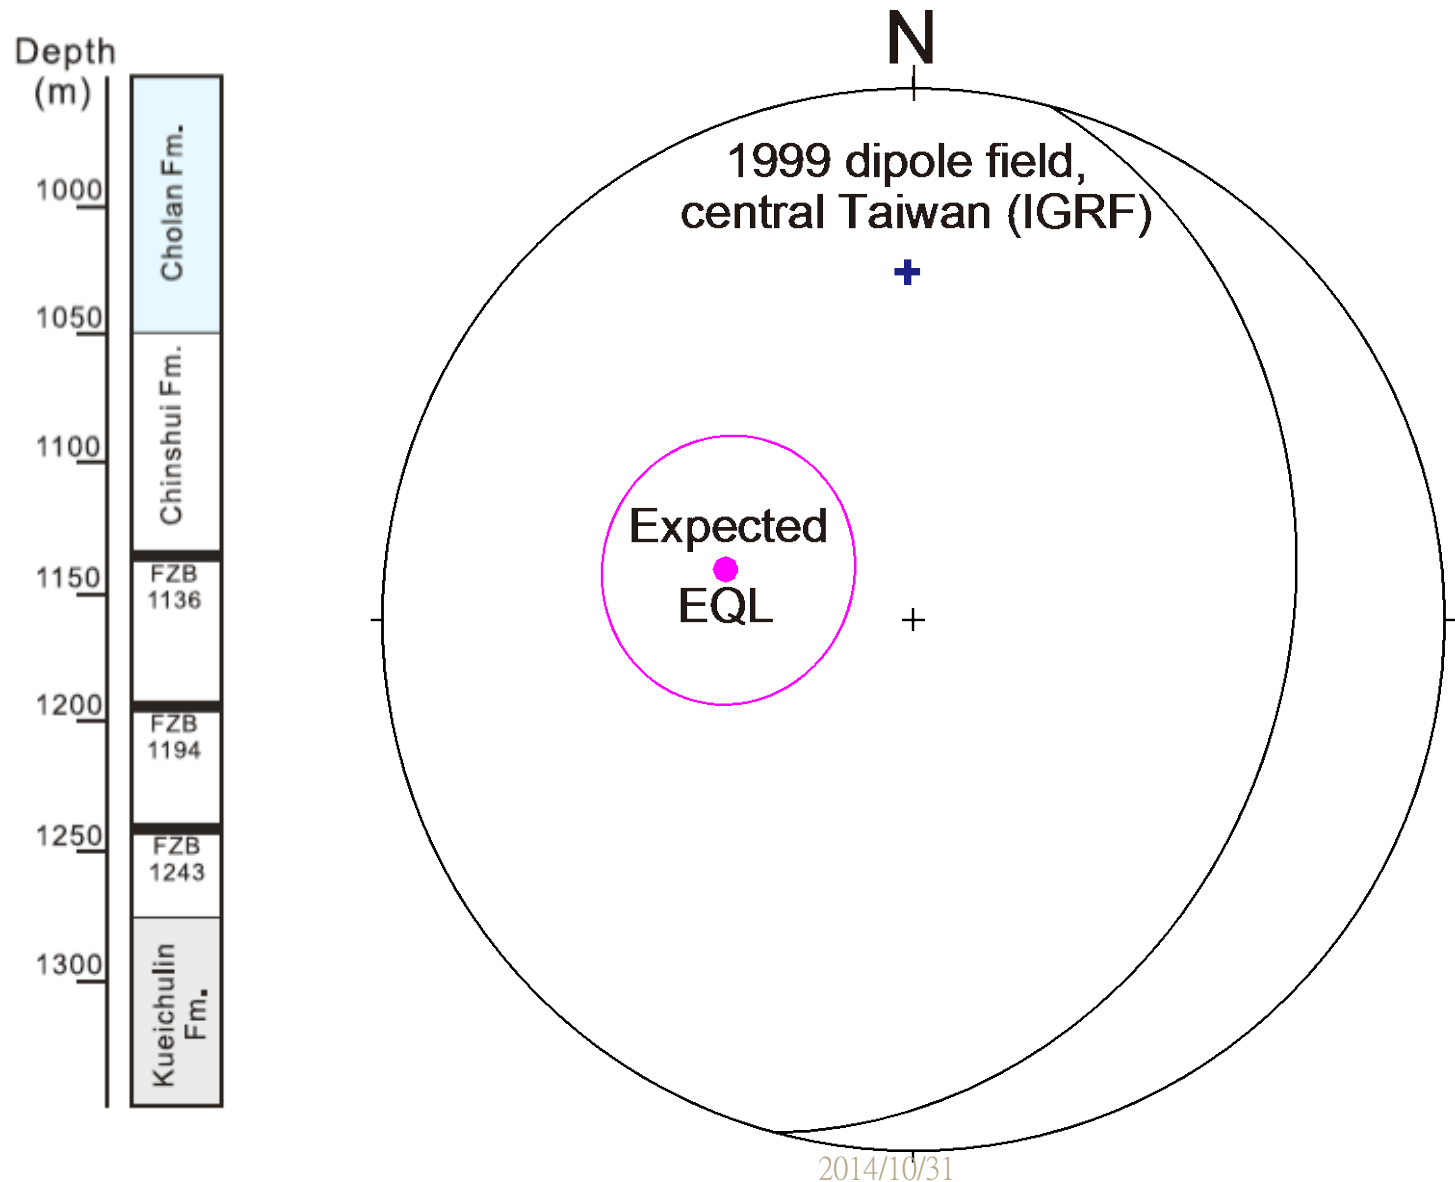 Depth
(m)
1000
1050
1100
1150
1200
1250
1300
Cholan Fm.
Chinshui Fm.
FZB
1136
FZB
1194
FZB
1243
Kueichulin
Fm.
N
1999 dipole field,
central Taiwan (IGRF)
Expected
EQL
2014/10/31